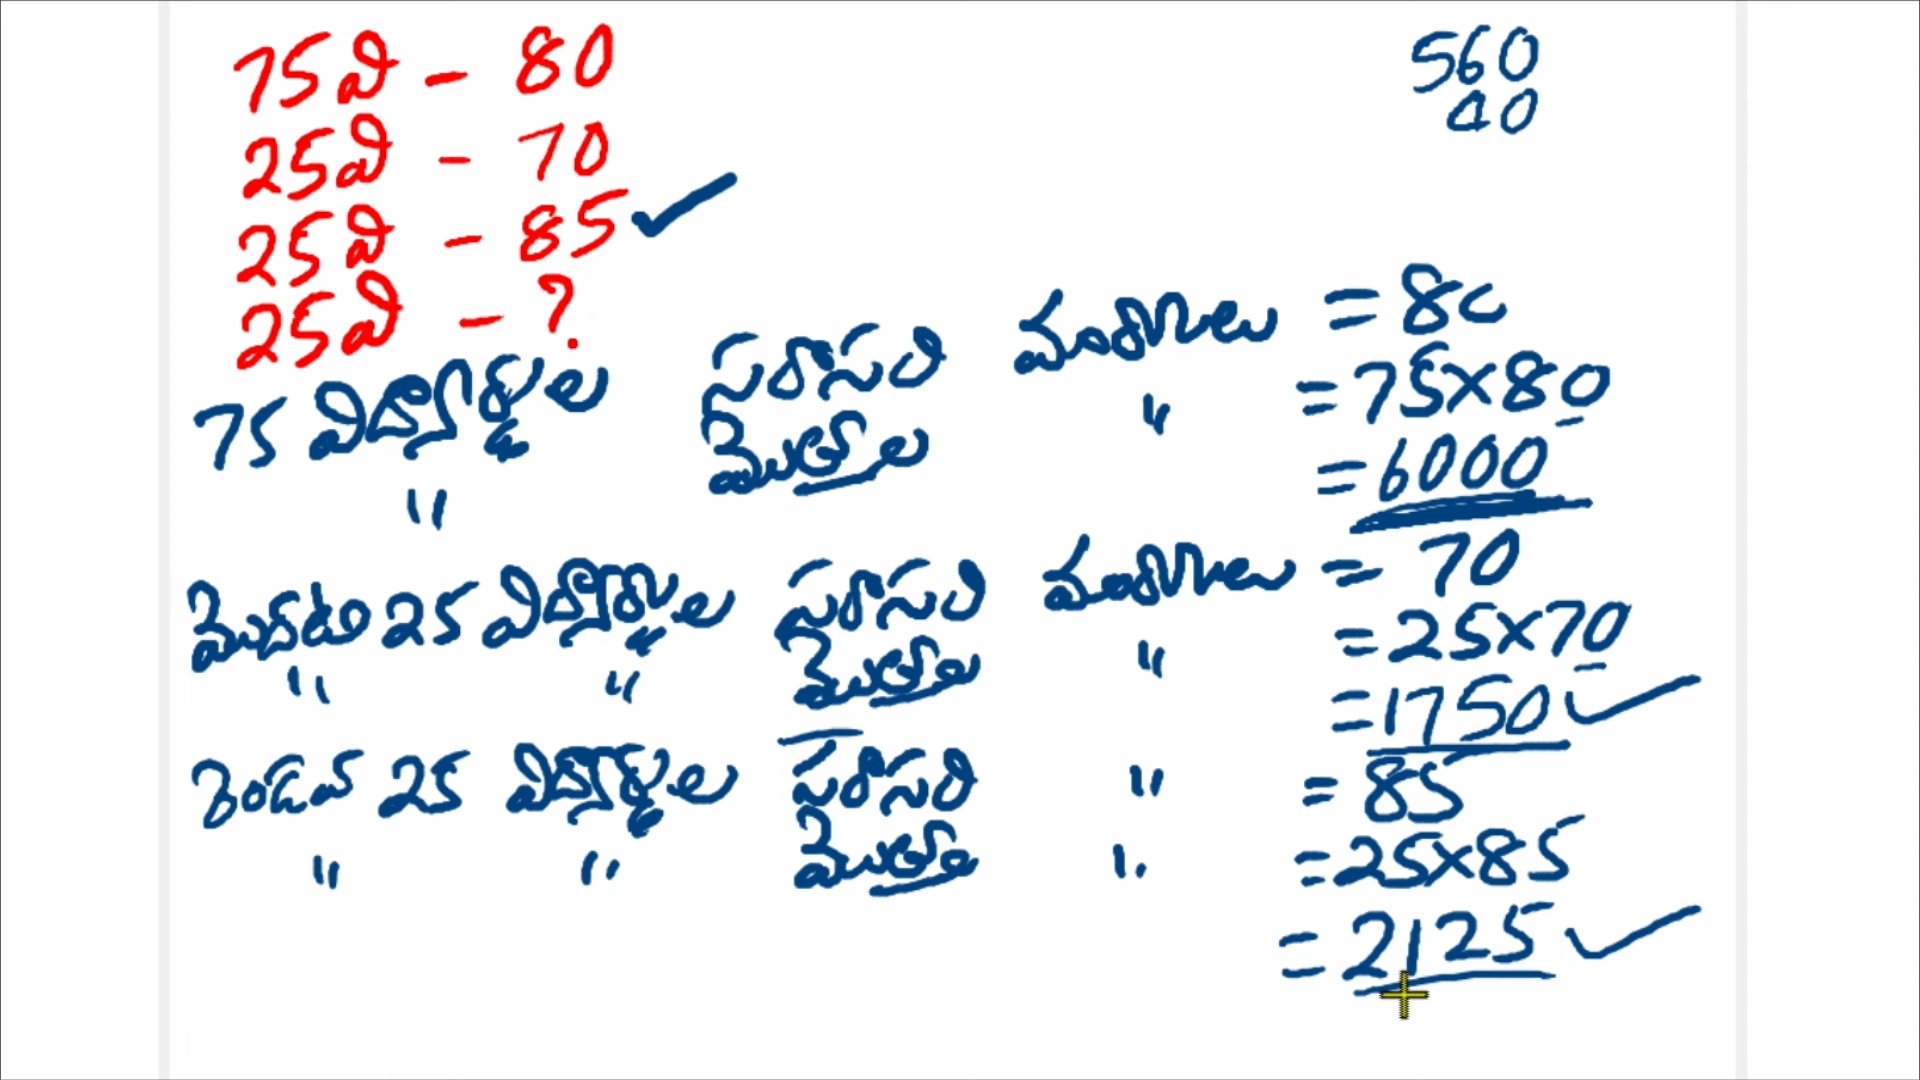 75వి - 80
25వి - 70
25వి - 85 ✓
25వి - ?
560
40
75 విద్యార్థుల సరాసరి మార్కులు = 80
" మొత్తాల " = 75×80
= 6000
మొదటి 25 విద్యార్థుల సరాసరి మార్కులు = 70
" " మొత్తాల " = 25×70
= 1750 ✓
రెండవ 25 విద్యార్థుల సరాసరి " = 85
" " మొత్తం " = 25×85
= 2125 ✓